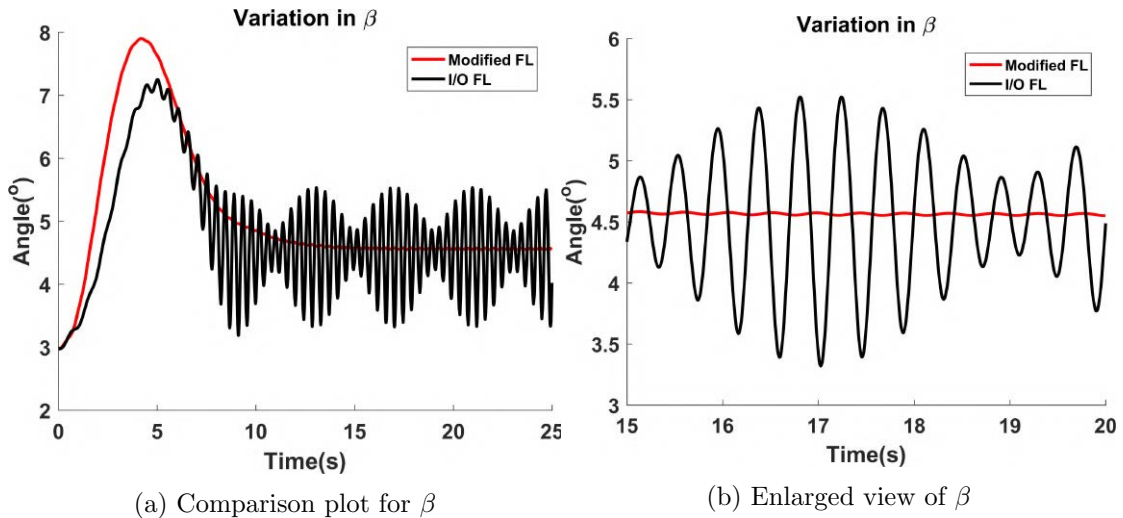 Variation in β
Modified FL
I/O FL
Angle(°)
8
7
6
5
4
3
2
0
5
10
15
20
25
Time(s)
(a) Comparison plot for β
Variation in β
Modified FL
I/O FL
Angle(°)
6
5.5
5
4.5
4
3.5
3
15
16
17
18
19
20
Time(s)
(b) Enlarged view of β